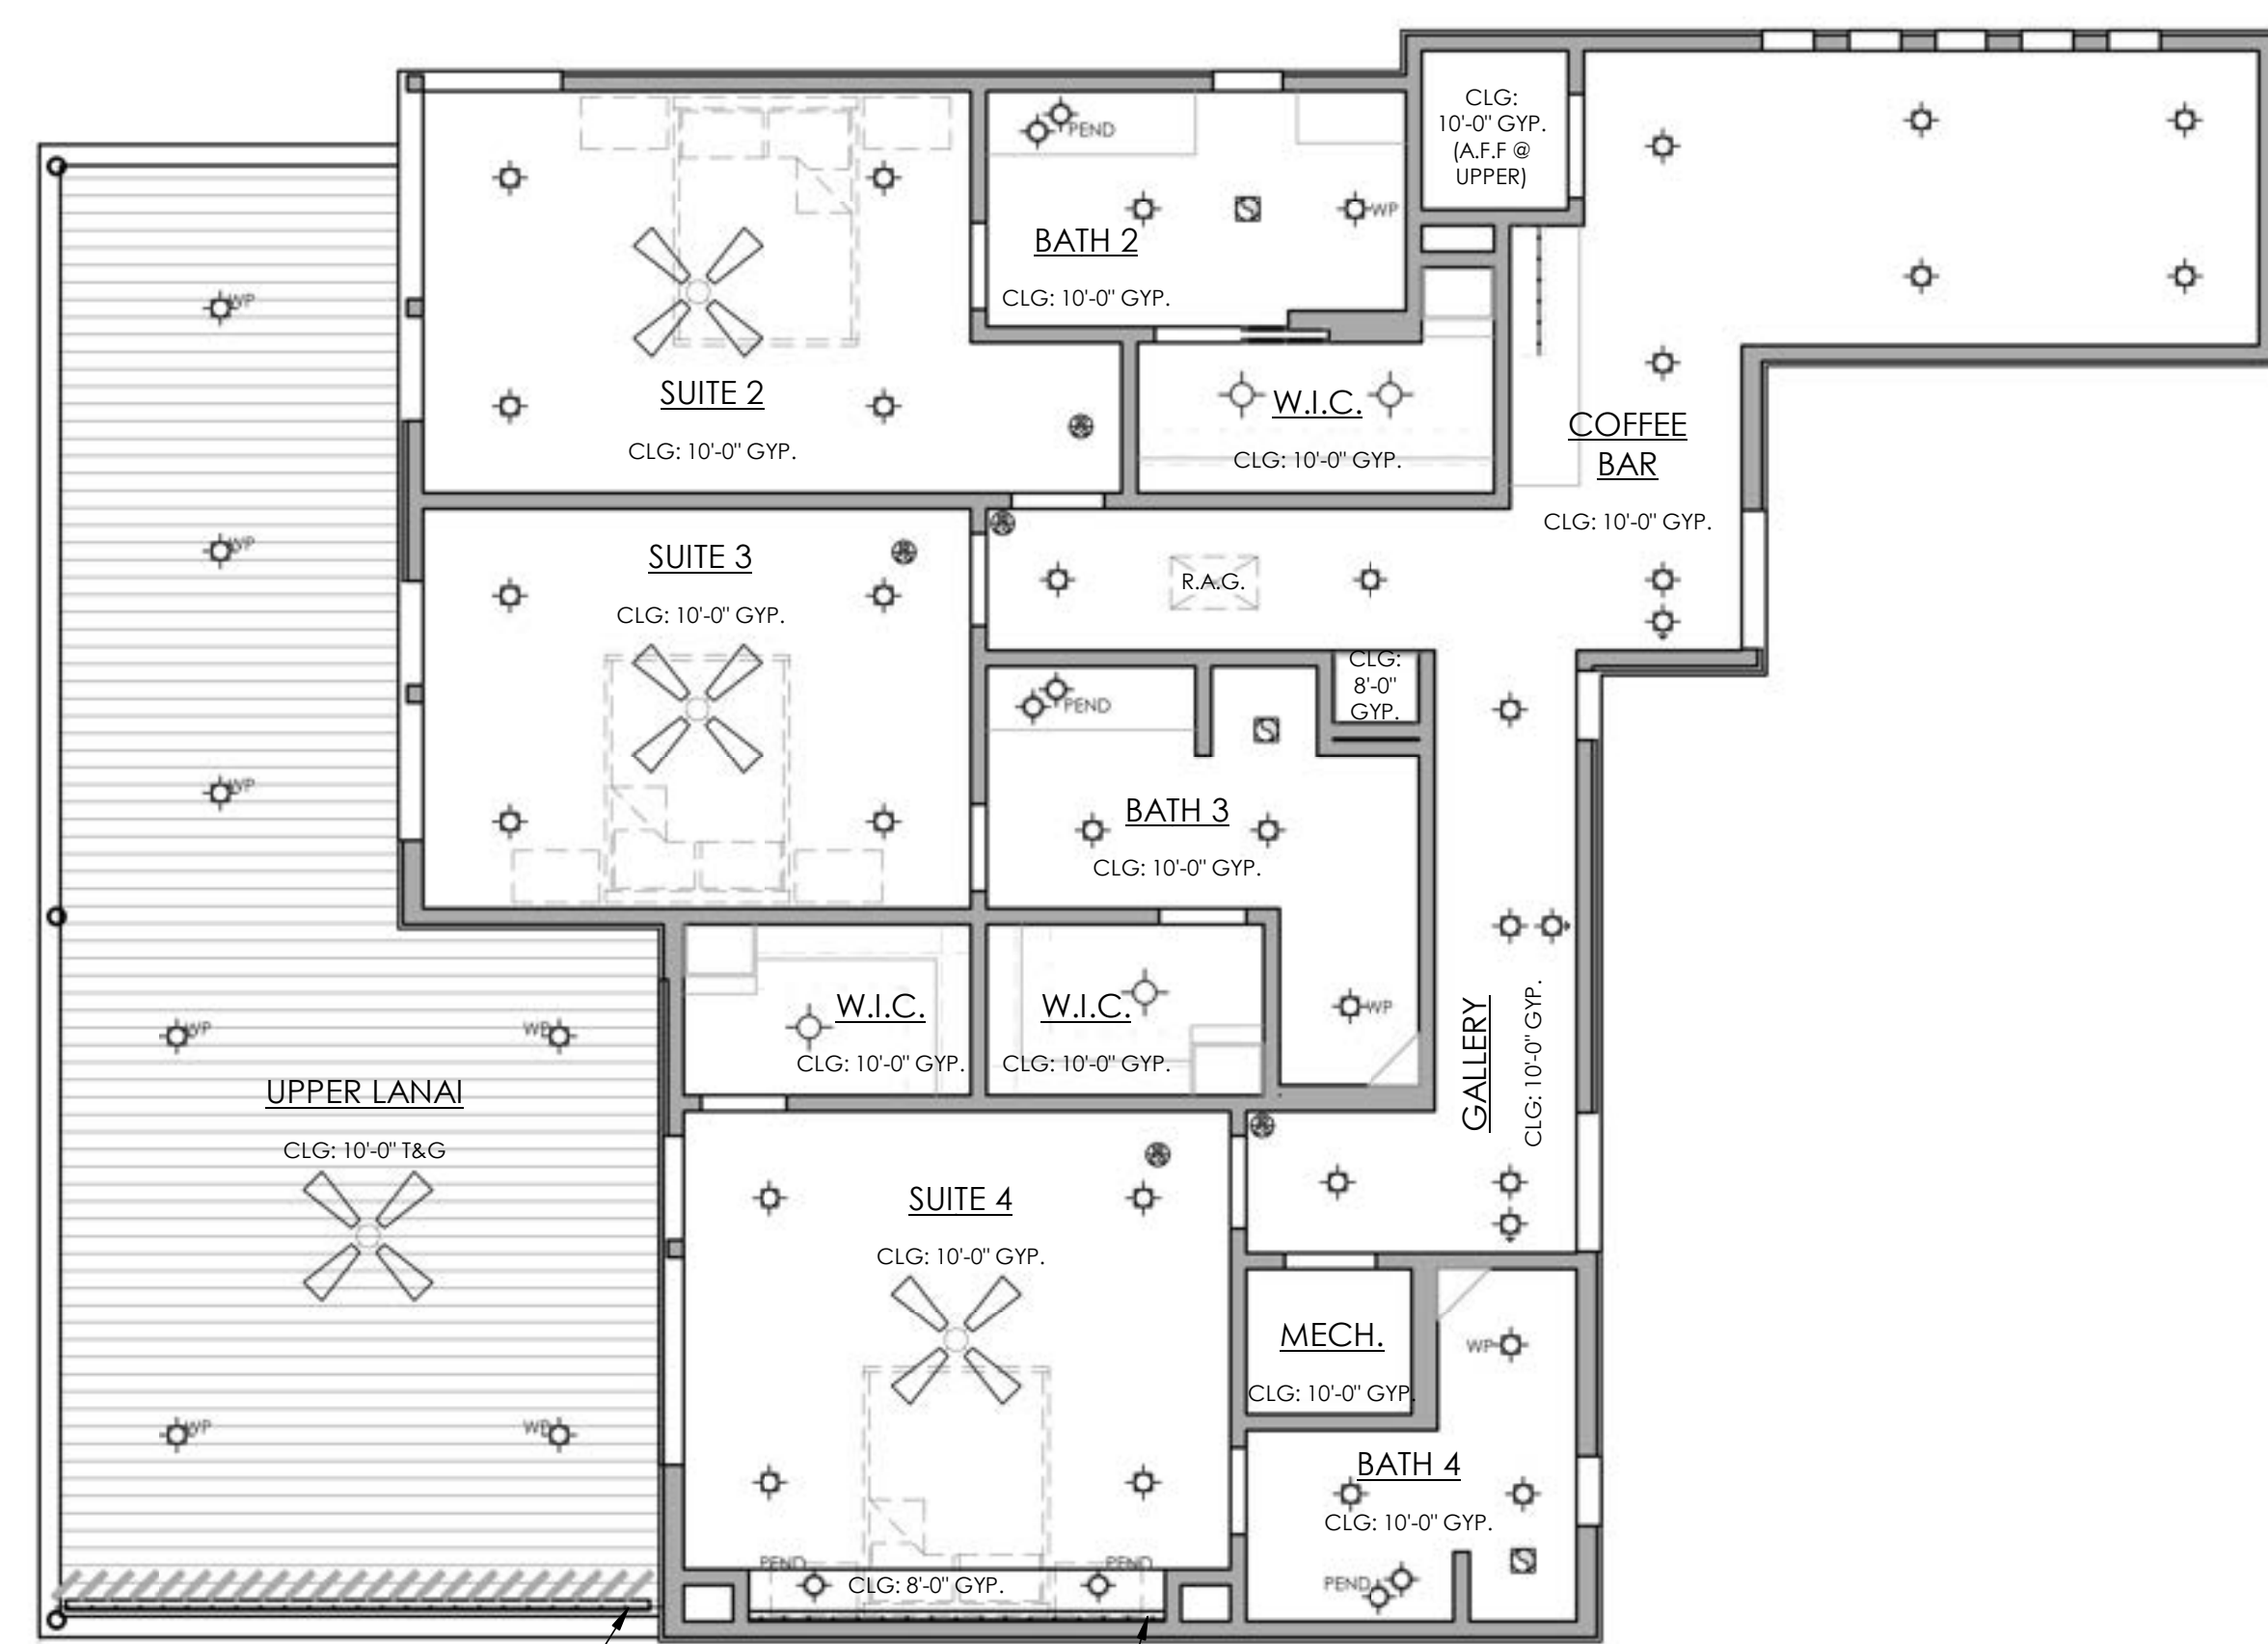 CLG:
10'-0" GYP.
(A.F.F @
UPPER)
PEND
WP
BATH 2
CLG: 10'-0" GYP.
WP
SUITE 2
CLG: 10'-0" GYP.
W.I.C.
CLG: 10'-0" GYP.
COFFEE
BAR
CLG: 10'-0" GYP.
WP
SUITE 3
CLG: 10'-0" GYP.
R.A.G.
CLG:
8'-0"
GYP.
PEND
WP
BATH 3
CLG: 10'-0" GYP.
W.I.C.
CLG: 10'-0" GYP.
W.I.C.
CLG: 10'-0" GYP.
WP
GALLERY
CLG: 10'-0" GYP.
WP
WP
UPPER LANAI
CLG: 10'-0" T&G
SUITE 4
CLG: 10'-0" GYP.
MECH.
CLG: 10'-0" GYP.
WP
WP
WP
BATH 4
CLG: 10'-0" GYP.
PEND
PEND
CLG: 8'-0" GYP.
PEND